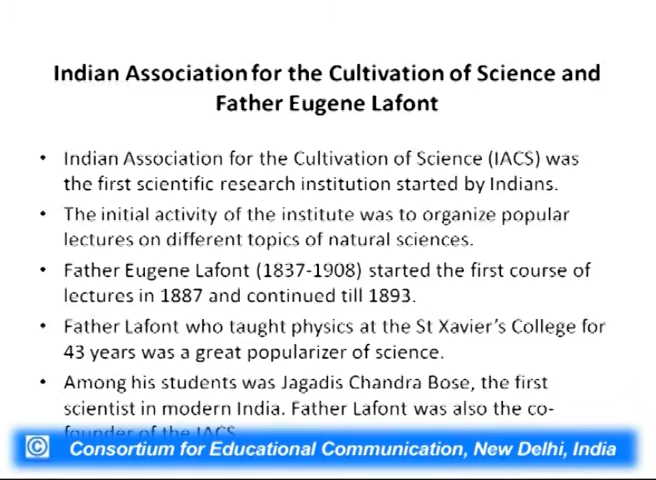 Indian Association for the Cultivation of Science and
Father Eugene Lafont
• Indian Association for the Cultivation of Science (IACS) was
the first scientific research institution started by Indians.
• The initial activity of the institute was to organize popular
lectures on different topics of natural sciences.
• Father Eugene Lafont (1837-1908) started the first course of
lectures in 1887 and continued till 1893.
• Father Lafont who taught physics at the St Xavier's College for
43 years was a great popularizer of science.
• Among his students was Jagadis Chandra Bose, the first
scientist in modern India. Father Lafont was also the co-
founder of the IACS
© Consortium for Educational Communication, New Delhi, India